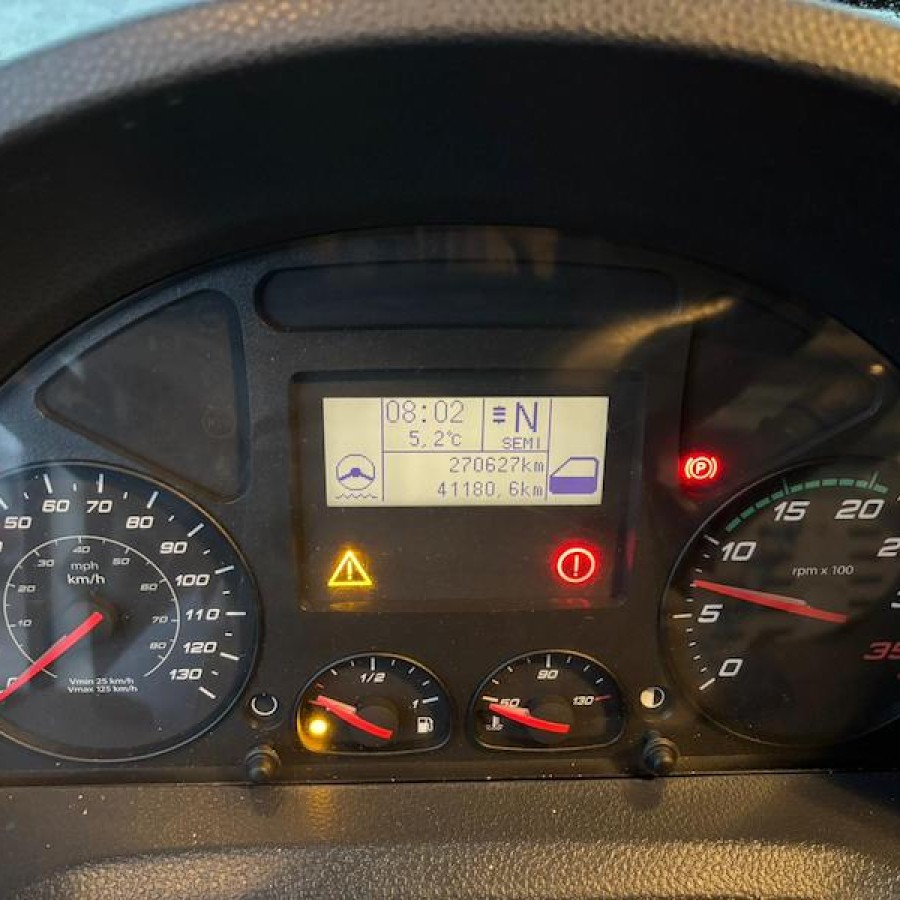 08:02
N
5,2°C
SEMI
270627km
41180,6km
P
50 60 70 80 90 100 110 120 130
mph
km/h
10 20 30 40 50 60 70 80
Vmin 25 km/h
Vmax 125 km/h
1/2
1
50 90 130
0 5 10 15 20
rpm x 100
35